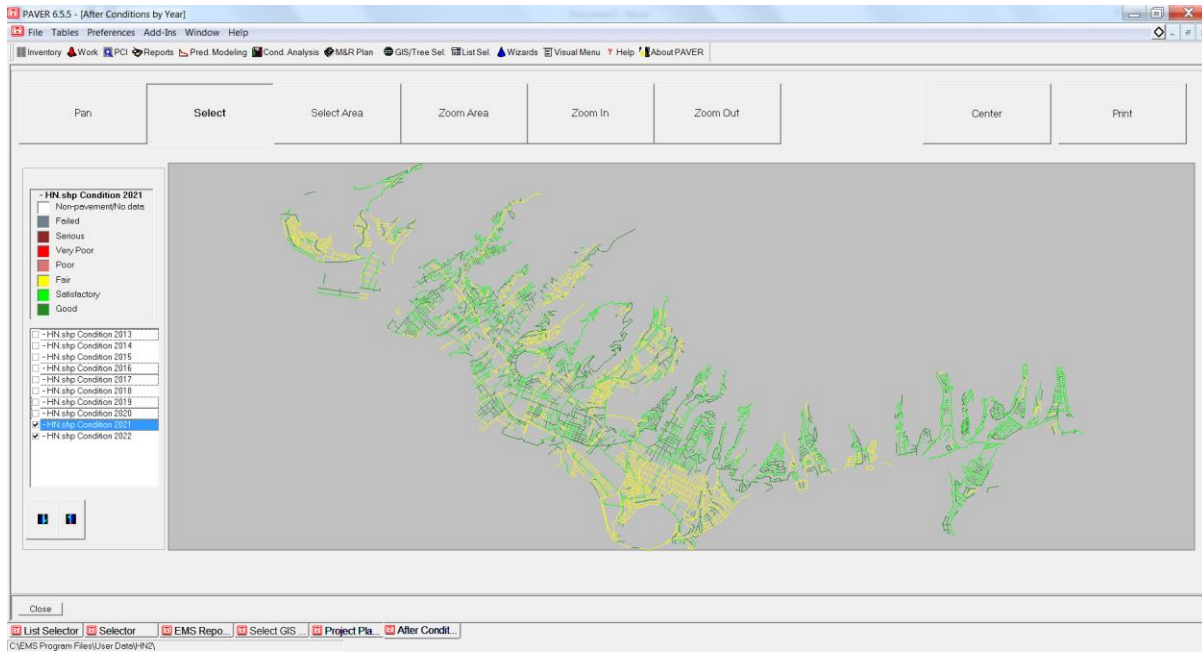 PAVER 6.5.5 - [After Conditions by Year]
File Tables Preferences Add-Ins Window Help
Inventory Work PCI Reports Pred. Modeling Cond. Analysis M&R Plan GIS/Tree Sel. List Sel. Wizards Visual Menu ? Help About PAVER
Pan Select Select Area Zoom Area Zoom In Zoom Out Center Print
- HN.shp Condition 2021
Non-pavement/No data
Failed
Serious
Very Poor
Poor
Fair
Satisfactory
Good
- HN.shp Condition 2013
- HN.shp Condition 2014
- HN.shp Condition 2015
- HN.shp Condition 2016
- HN.shp Condition 2017
- HN.shp Condition 2018
- HN.shp Condition 2019
- HN.shp Condition 2020
- HN.shp Condition 2021
- HN.shp Condition 2022
Close
List Selector Selector EMS Repo... Select GIS ... Project Pla... After Condit...
C:\EMS Program Files\User Data\HN2\